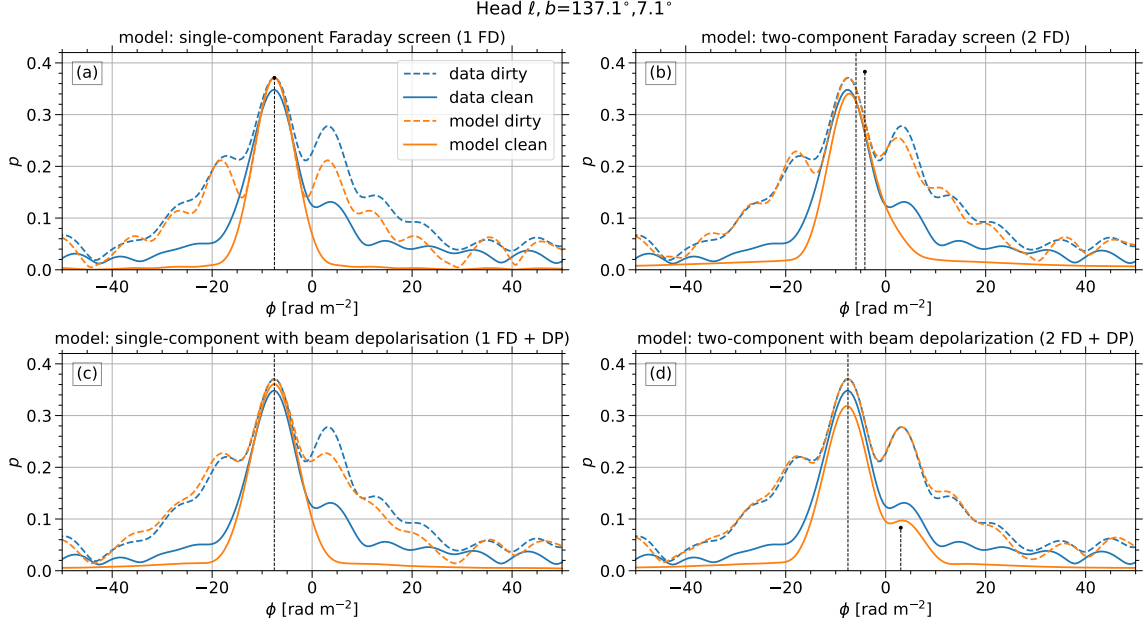 Head ℓ, b=137.1°,7.1°
model: single-component Faraday screen (1 FD)
(a)
data dirty
data clean
model dirty
model clean
p
0.4
0.3
0.2
0.1
0.0
−40 −20 0 20 40
ϕ [rad m⁻²]
model: two-component Faraday screen (2 FD)
(b)
p
0.4
0.3
0.2
0.1
0.0
−40 −20 0 20 40
ϕ [rad m⁻²]
model: single-component with beam depolarisation (1 FD + DP)
(c)
p
0.4
0.3
0.2
0.1
0.0
−40 −20 0 20 40
ϕ [rad m⁻²]
model: two-component with beam depolarization (2 FD + DP)
(d)
p
0.4
0.3
0.2
0.1
0.0
−40 −20 0 20 40
ϕ [rad m⁻²]